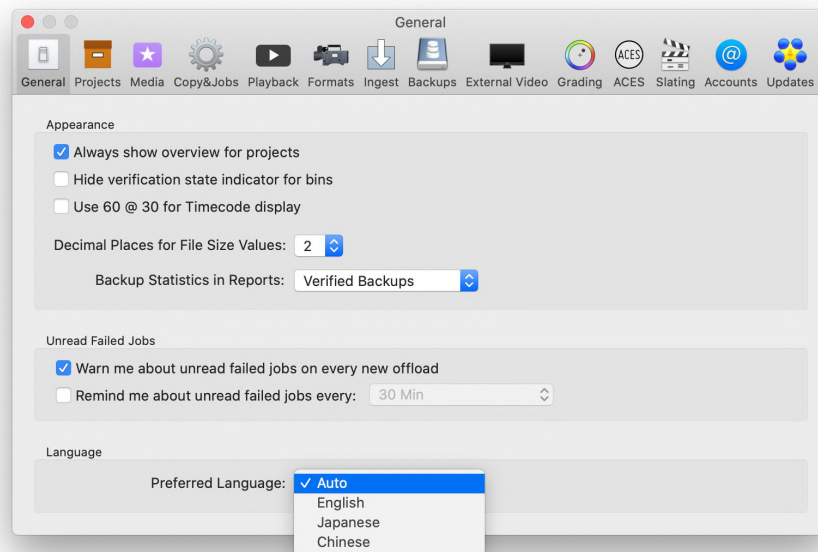 General
General Projects Media Copy&Jobs Playback Formats Ingest Backups External Video Grading ACES Slating Accounts Updates
ACES
@
Appearance
Always show overview for projects
Hide verification state indicator for bins
Use 60 @ 30 for Timecode display
Decimal Places for File Size Values: 2
Backup Statistics in Reports: Verified Backups
Unread Failed Jobs
Warn me about unread failed jobs on every new offload
Remind me about unread failed jobs every: 30 Min
Language
Preferred Language: Auto
English
Japanese
Chinese